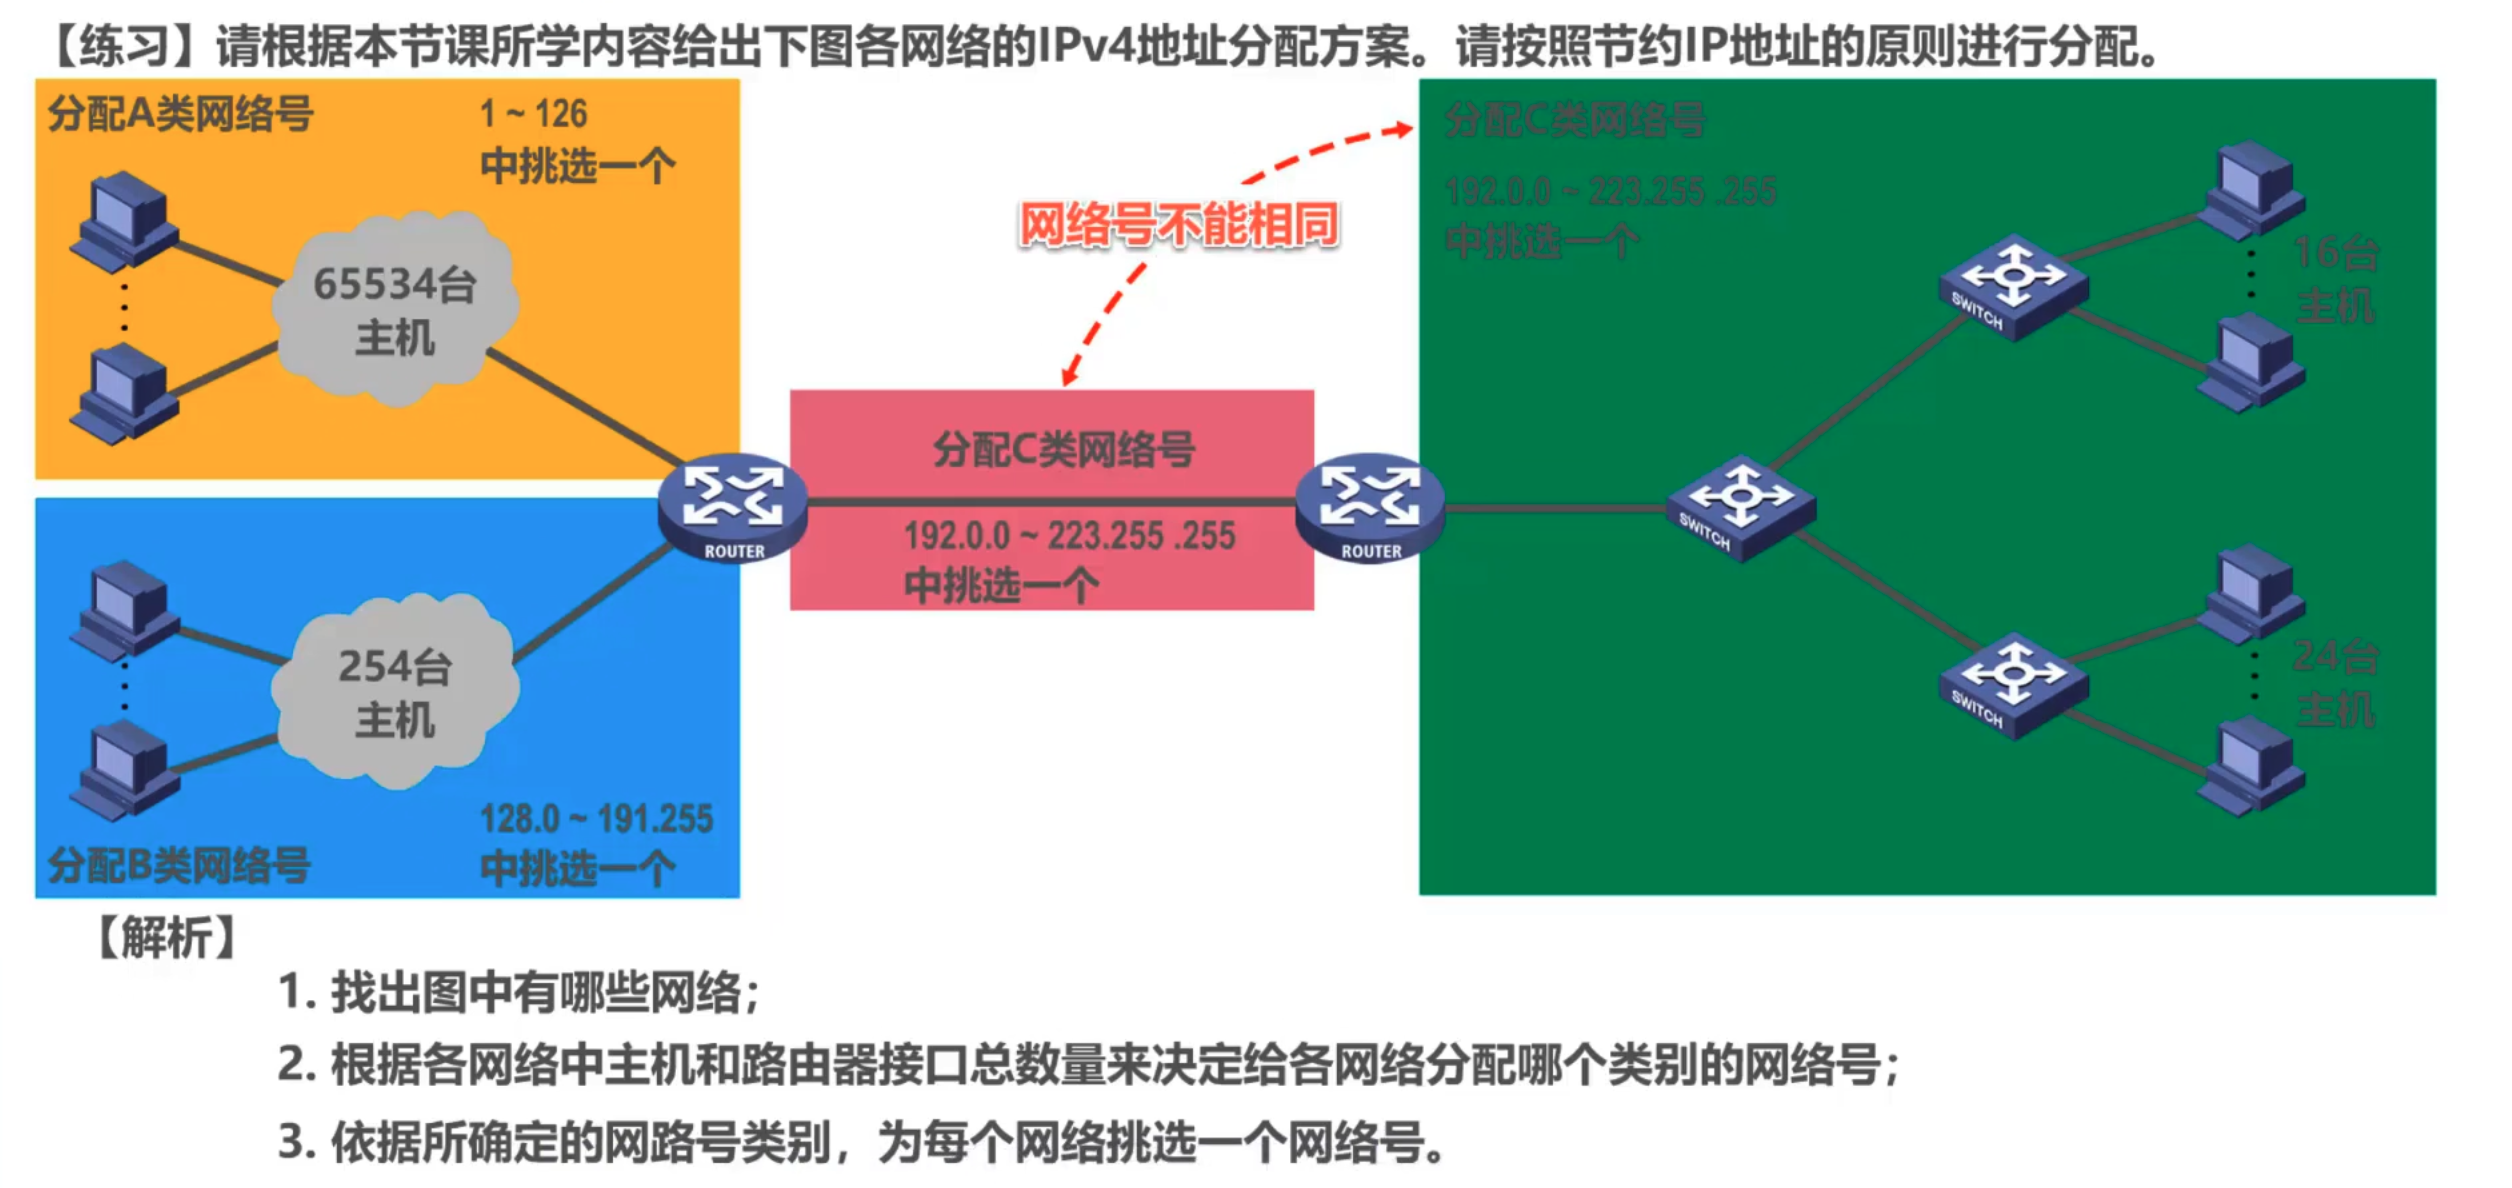 【练习】请根据本节课所学内容给出下图各网络的IPv4地址分配方案。请按照节约IP地址的原则进行分配。
分配A类网络号
1 ~ 126
中挑选一个
65534台
主机
254台
主机
128.0 ~ 191.255
中挑选一个
分配B类网络号
ROUTER
网络号不能相同
分配C类网络号
192.0.0 ~ 223.255 .255
中挑选一个
ROUTER
分配C类网络号
192.0.0 ~ 223.255 .255
中挑选一个
SWITCH
SWITCH
SWITCH
16台
主机
24台
主机
【解析】
1. 找出图中有哪些网络；
2. 根据各网络中主机和路由器接口总数量来决定给各网络分配哪个类别的网络号；
3. 依据所确定的网路号类别，为每个网络挑选一个网络号。